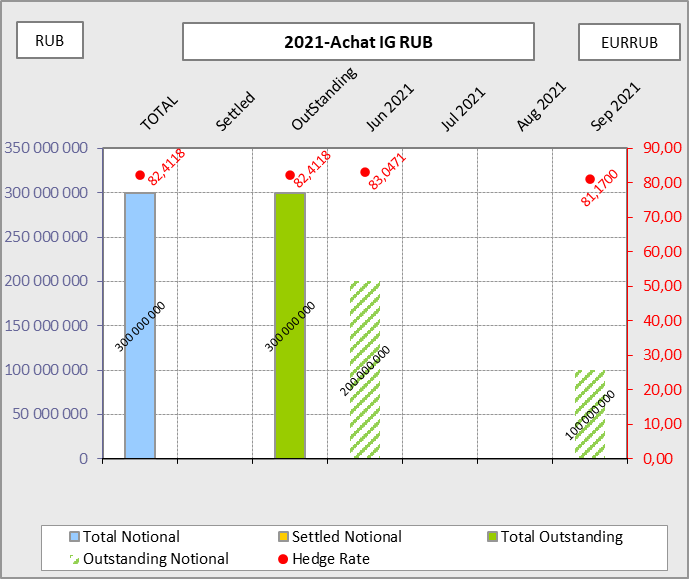 RUB
2021-Achat IG RUB
EURRUB
TOTAL
Settled
OutStanding
Jun 2021
Jul 2021
Aug 2021
Sep 2021
350 000 000
300 000 000
250 000 000
200 000 000
150 000 000
100 000 000
50 000 000
0
82,4118
82,4118
83,0471
81,1700
300 000 000
300 000 000
200 000 000
100 000 000
90,00
80,00
70,00
60,00
50,00
40,00
30,00
20,00
10,00
0,00
Total Notional
Settled Notional
Total Outstanding
Outstanding Notional
Hedge Rate